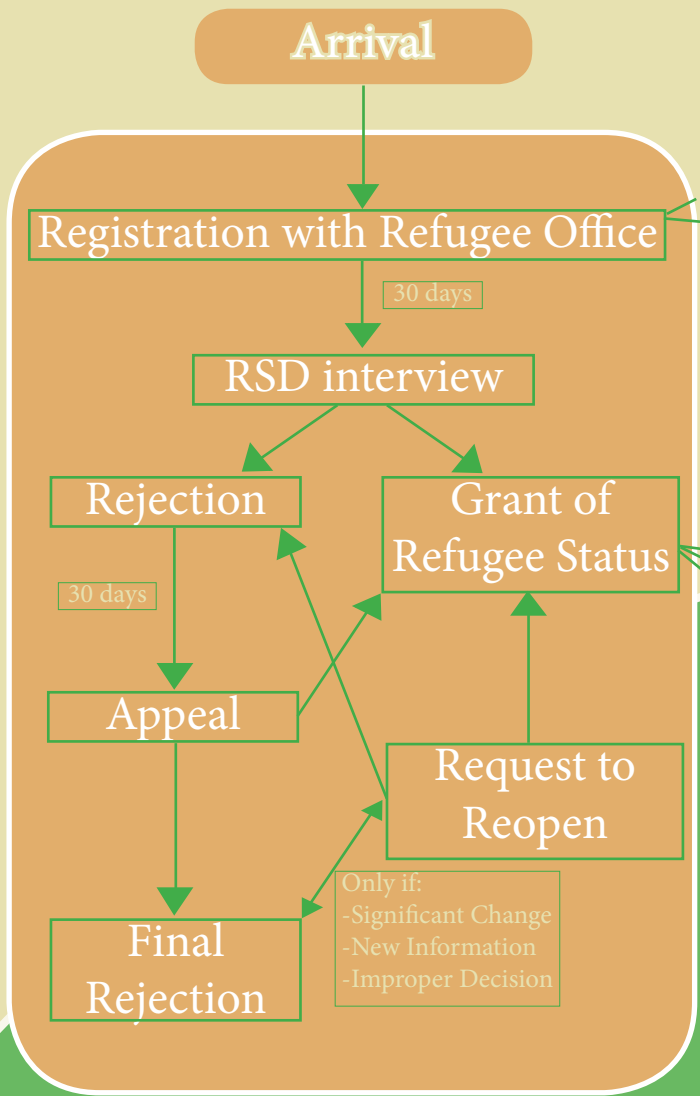 Arrival
Registration with Refugee Office
30 days
RSD interview
Rejection
Grant of
Refugee Status
30 days
Appeal
Request to
Reopen
Only if:
-Significant Change
-New Information
-Improper Decision
Final
Rejection